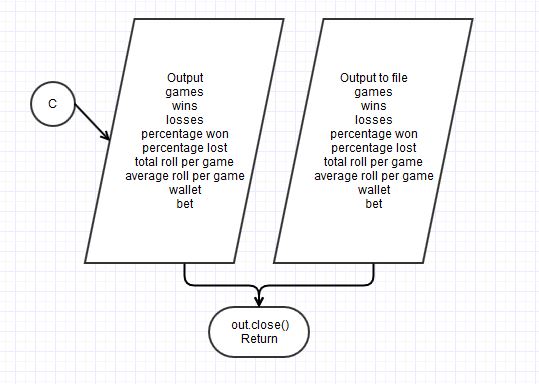 C
Output
games
wins
losses
percentage won
percentage lost
total roll per game
average roll per game
wallet
bet
Output to file
games
wins
losses
percentage won
percentage lost
total roll per game
average roll per game
wallet
bet
out.close()
Return